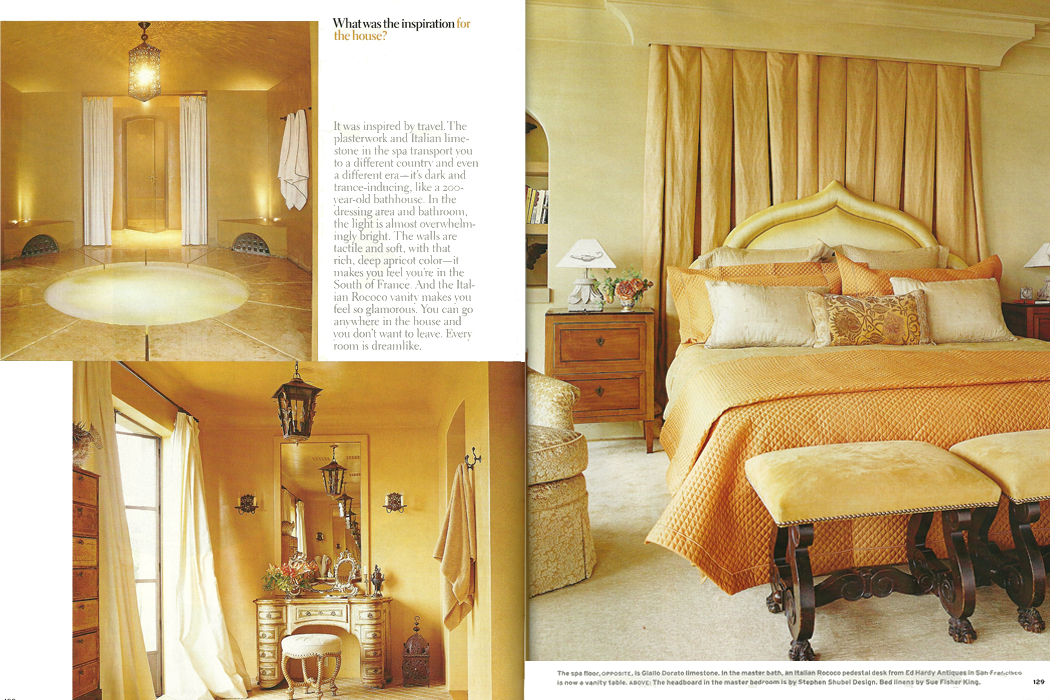 What was the inspiration for
the house?
It was inspired by travel. The
plasterwork and Italian lime-
stone in the spa transport you
to a different country and even
a different era—it's dark and
trance-inducing, like a 200-
year-old bathhouse. In the
dressing area and bathroom,
the light is almost overwhelm-
ingly bright. The walls are
tactile and soft, with that
rich, deep apricot color—it
makes you feel you're in the
South of France. And the Ital-
ian Rococo vanity makes you
feel so glamorous. You can go
anywhere in the house and
you don't want to leave. Every
room is dreamlike.
The spa floor, OPPOSITE, is Giallo Dorato limestone. In the master bath, an Italian Rococo pedestal desk from Ed Hardy Antiques in San Francisco
is now a vanity table. ABOVE: The headboard in the master bedroom is by Stephen Shubel Design. Bed linens by Sue Fisher King.
129